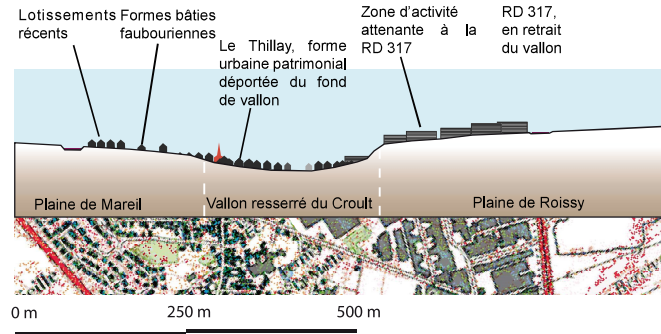 Lotissements
récents
Formes bâties
faubouriennes
Le Thillay, forme
urbaine patrimonial
déportée du fond
de vallon
Zone d'activité
attenante à la
RD 317
RD 317,
en retrait
du vallon
Plaine de Mareil
Vallon resserré du Croult
Plaine de Roissy
0 m
250 m
500 m